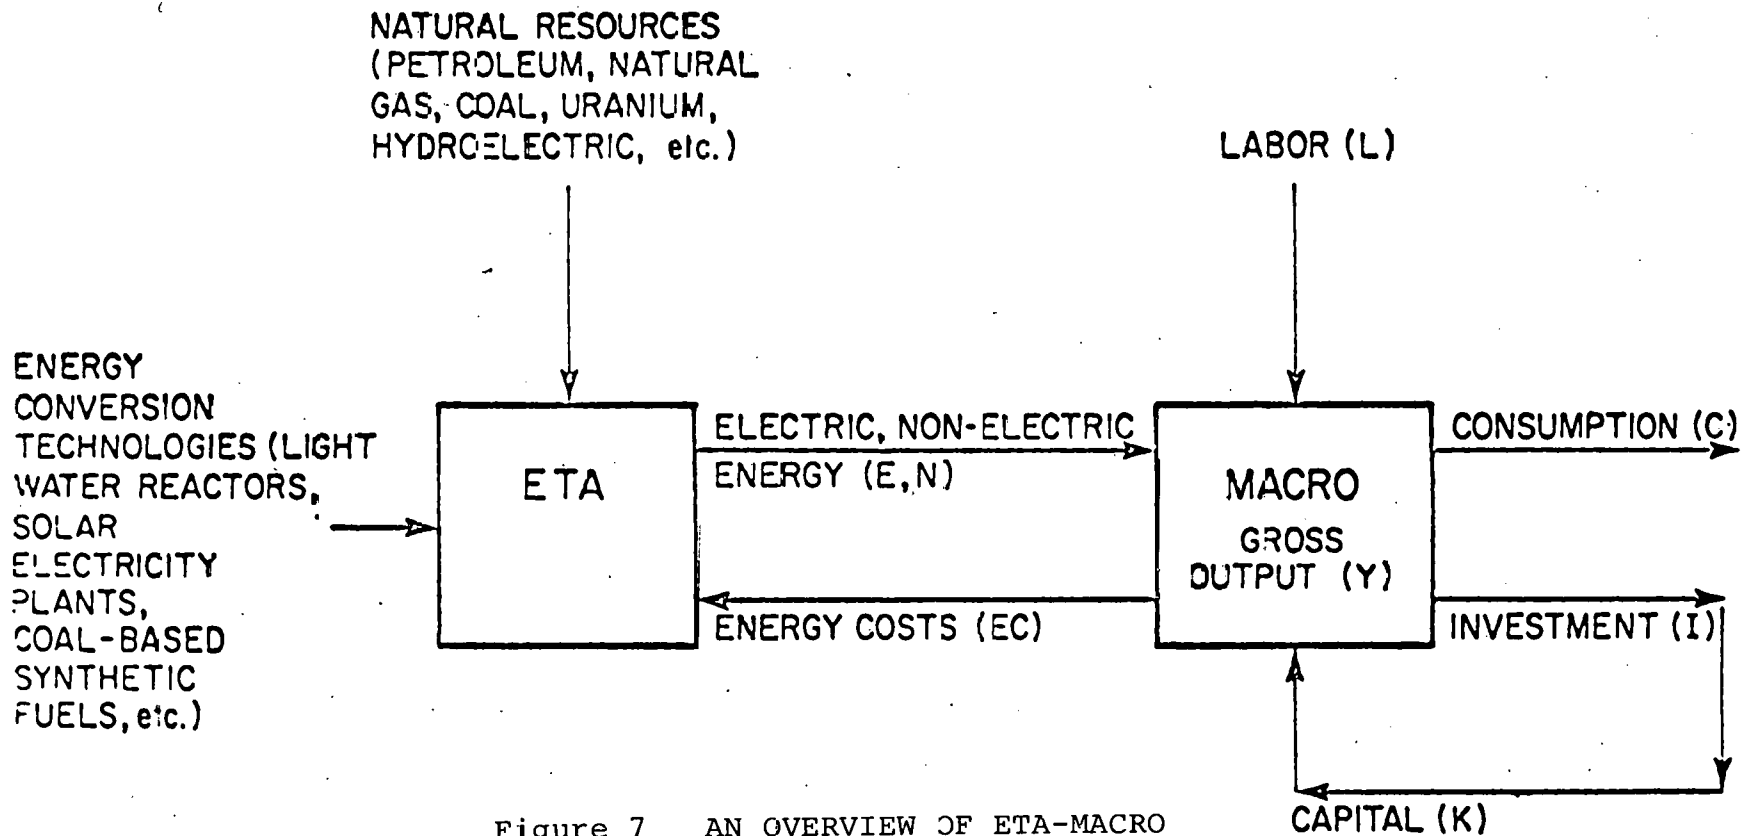 NATURAL RESOURCES
(PETROLEUM, NATURAL
GAS, COAL, URANIUM,
HYDROELECTRIC, etc.)
LABOR (L)
ENERGY
CONVERSION
TECHNOLOGIES (LIGHT
WATER REACTORS,
SOLAR
ELECTRICITY
PLANTS,
COAL-BASED
SYNTHETIC
FUELS, etc.)
ETA
ELECTRIC, NON-ELECTRIC
ENERGY (E,N)
ENERGY COSTS (EC)
MACRO
GROSS
OUTPUT (Y)
CONSUMPTION (C)
INVESTMENT (I)
CAPITAL (K)
Figure 7 AN OVERVIEW OF ETA-MACRO